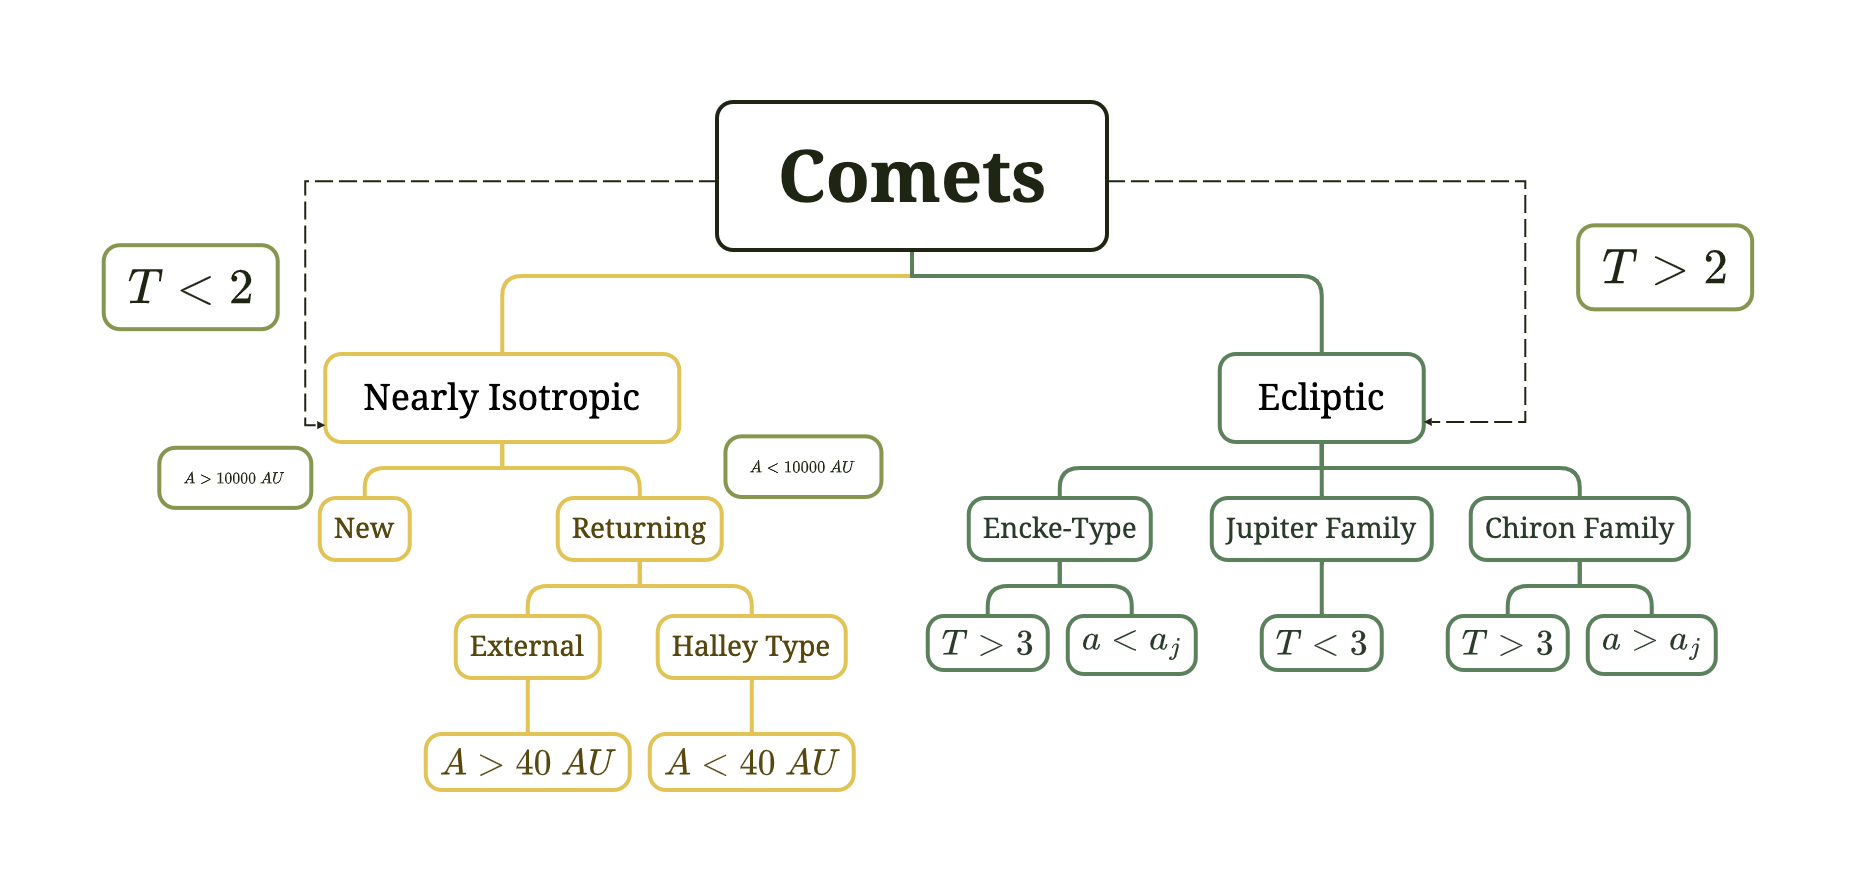 Comets
T < 2
T > 2
Nearly Isotropic
Ecliptic
A > 10000 AU
A < 10000 AU
New
Returning
Encke-Type
Jupiter Family
Chiron Family
External
Halley Type
T > 3
a < a_j
T < 3
T > 3
a > a_j
A > 40 AU
A < 40 AU